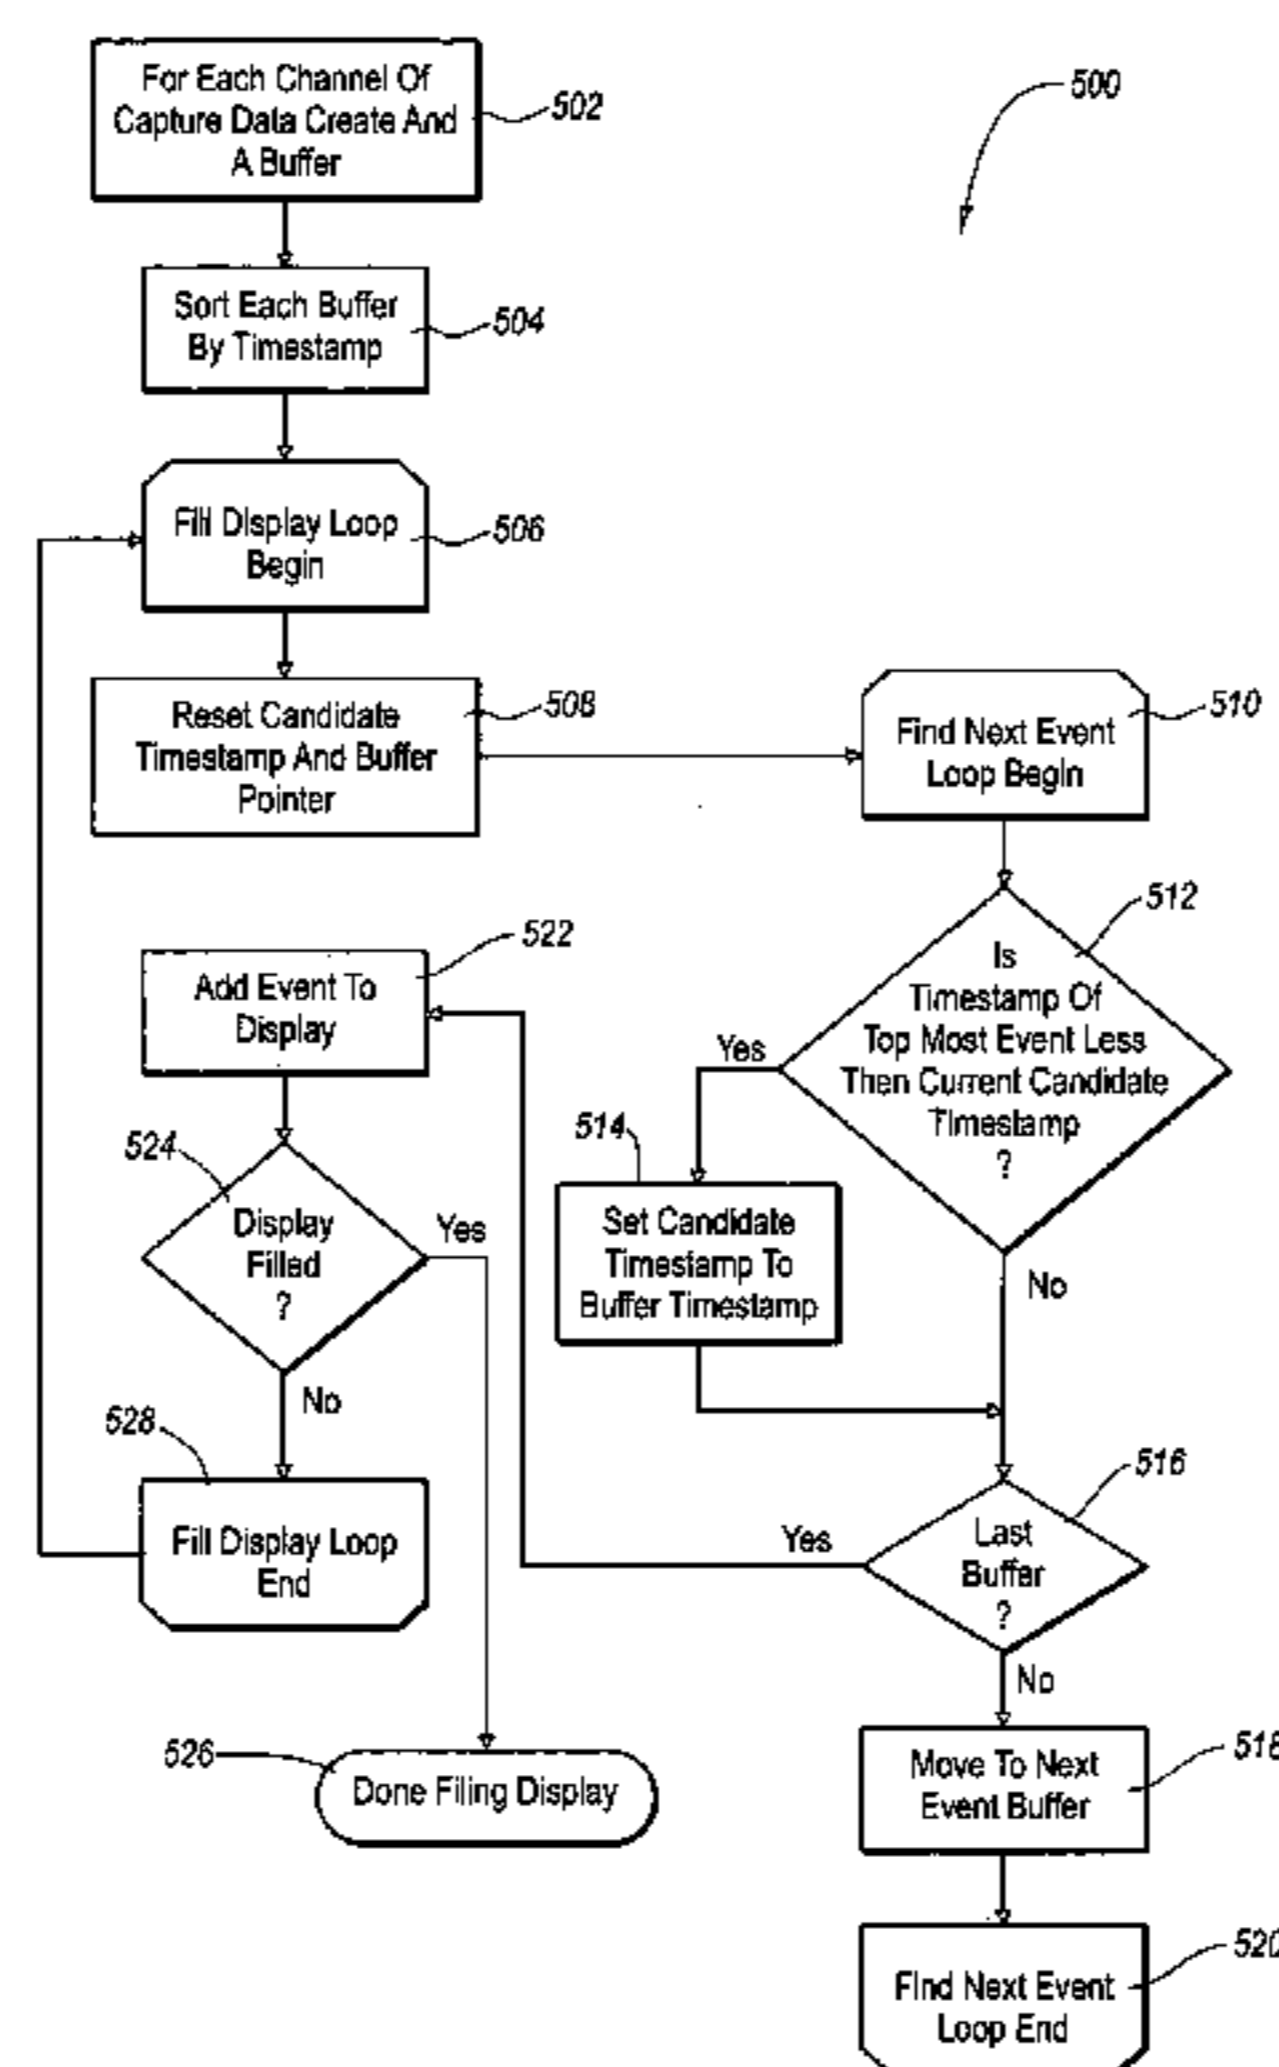 For Each Channel Of
Capture Data Create And
A Buffer
502
500
Sort Each Buffer
By Timestamp
504
Fill Display Loop
Begin
506
Reset Candidate
Timestamp And Buffer
Pointer
508
Find Next Event
Loop Begin
510
Is
Timestamp Of
Top Most Event Less
Then Current Candidate
Timestamp
?
512
Yes
No
514
Set Candidate
Timestamp To
Buffer Timestamp
Last
Buffer
?
516
Yes
No
Move To Next
Event Buffer
518
Find Next Event
Loop End
520
Add Event To
Display
522
524
Display
Filled
?
Yes
No
528
Fill Display Loop
End
526
Done Filing Display